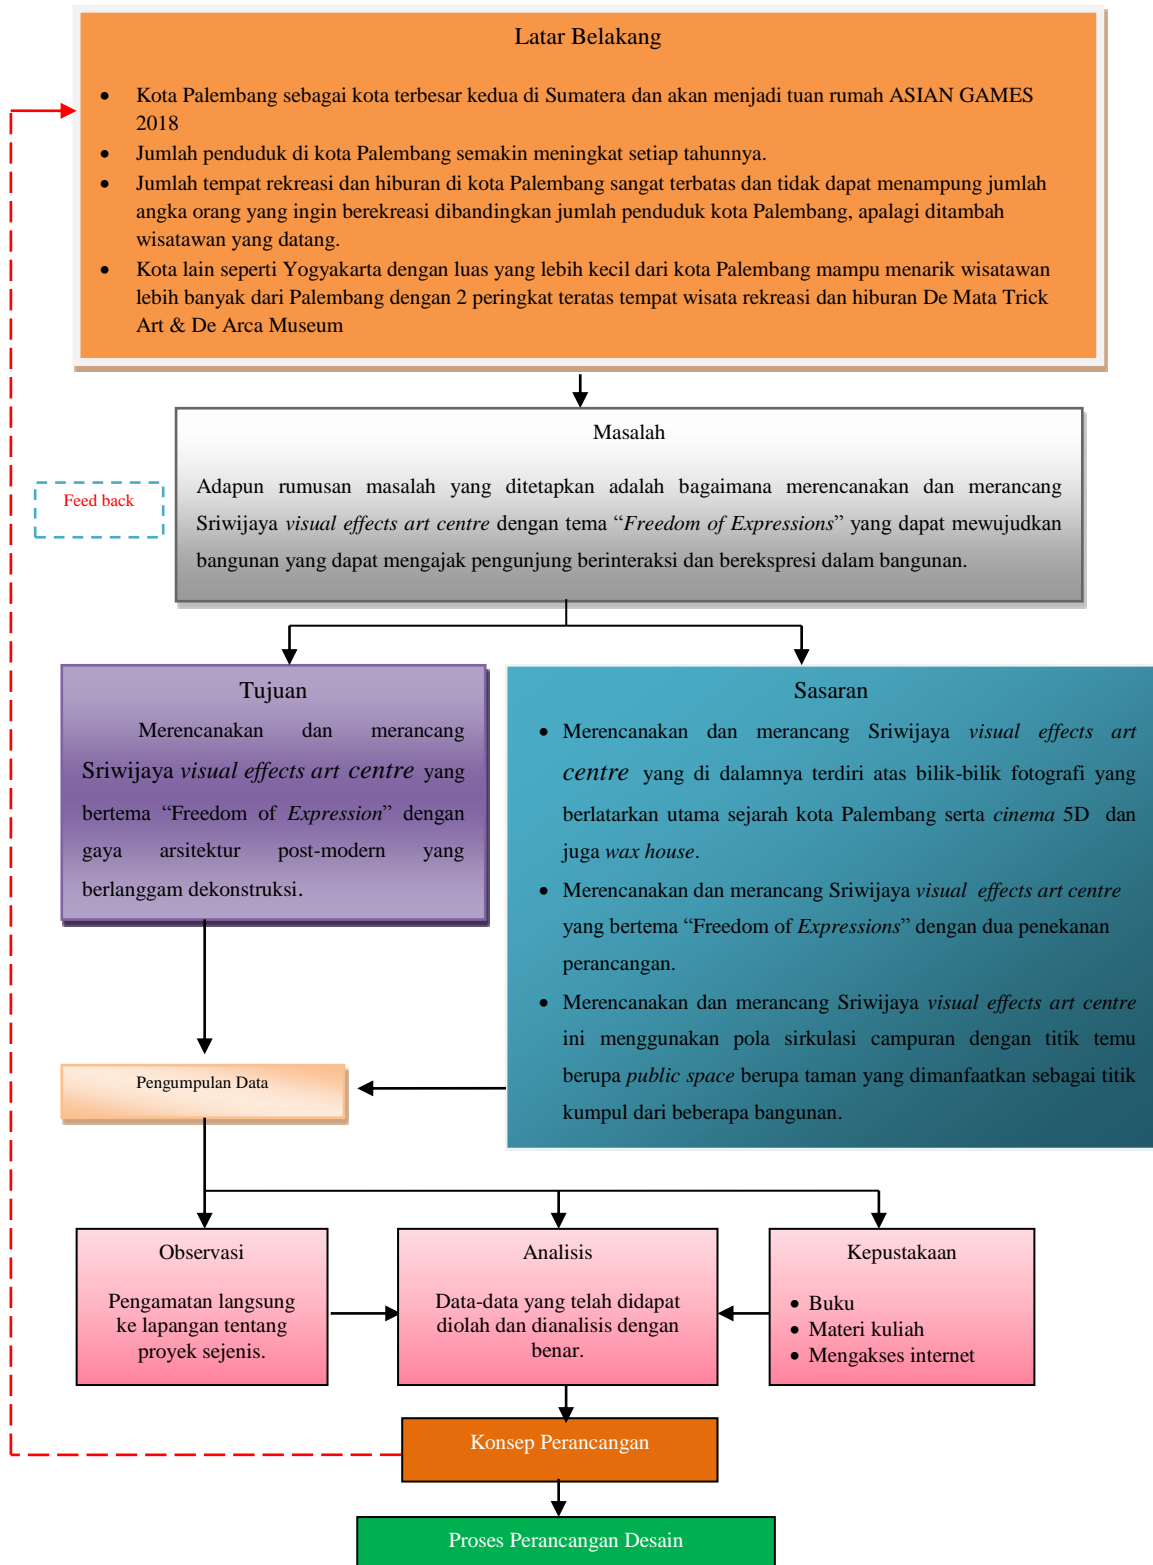 Latar Belakang
• Kota Palembang sebagai kota terbesar kedua di Sumatera dan akan menjadi tuan rumah ASIAN GAMES
2018
• Jumlah penduduk di kota Palembang semakin meningkat setiap tahunnya.
• Jumlah tempat rekreasi dan hiburan di kota Palembang sangat terbatas dan tidak dapat menampung jumlah
angka orang yang ingin berekreasi dibandingkan jumlah penduduk kota Palembang, apalagi ditambah
wisatawan yang datang.
• Kota lain seperti Yogyakarta dengan luas yang lebih kecil dari kota Palembang mampu menarik wisatawan
lebih banyak dari Palembang dengan 2 peringkat teratas tempat wisata rekreasi dan hiburan De Mata Trick
Art & De Arca Museum
Masalah
Adapun rumusan masalah yang ditetapkan adalah bagaimana merencanakan dan merancang
Sriwijaya visual effects art centre dengan tema “Freedom of Expressions” yang dapat mewujudkan
bangunan yang dapat mengajak pengunjung berinteraksi dan berekspresi dalam bangunan.
Feed back
Tujuan
Merencanakan dan merancang
Sriwijaya visual effects art centre yang
bertema “Freedom of Expression” dengan
gaya arsitektur post-modern yang
berlanggam dekonstruksi.
Sasaran
• Merencanakan dan merancang Sriwijaya visual effects art
centre yang di dalamnya terdiri atas bilik-bilik fotografi yang
berlatarkan utama sejarah kota Palembang serta cinema 5D dan
juga wax house.
• Merencanakan dan merancang Sriwijaya visual effects art centre
yang bertema “Freedom of Expressions” dengan dua penekanan
perancangan.
• Merencanakan dan merancang Sriwijaya visual effects art centre
ini menggunakan pola sirkulasi campuran dengan titik temu
berupa public space berupa taman yang dimanfaatkan sebagai titik
kumpul dari beberapa bangunan.
Pengumpulan Data
Observasi
Pengamatan langsung
ke lapangan tentang
proyek sejenis.
Analisis
Data-data yang telah didapat
diolah dan dianalisis dengan
benar.
Kepustakaan
• Buku
• Materi kuliah
• Mengakses internet
Konsep Perancangan
Proses Perancangan Desain